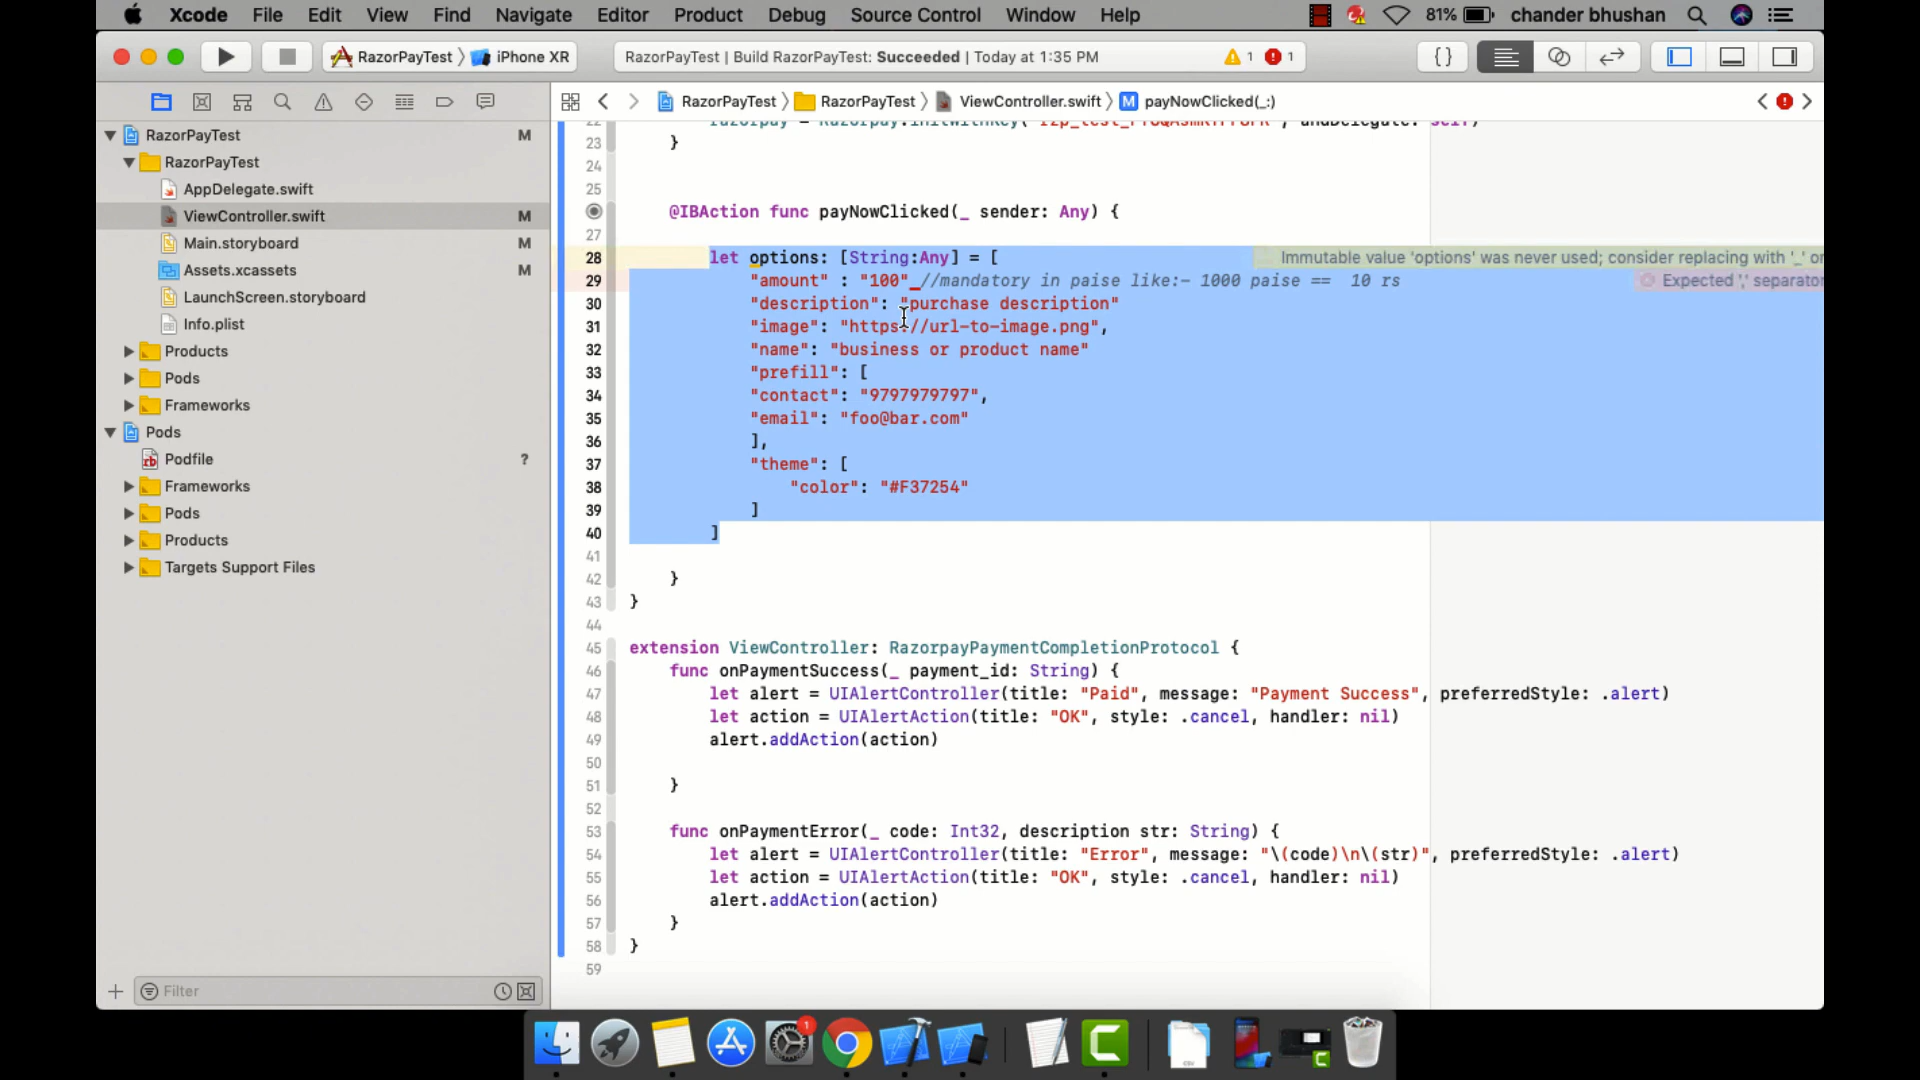 Xcode File Edit View Find Navigate Editor Product Debug Source Control Window Help 81% chander bhushan
RazorPayTest iPhone XR RazorPayTest | Build RazorPayTest: Succeeded | Today at 1:35 PM 1 1 {}
RazorPayTest RazorPayTest ViewController.swift M payNowClicked(_:)
RazorPayTest M
RazorPayTest
AppDelegate.swift
ViewController.swift M
Main.storyboard M
Assets.xcassets M
LaunchScreen.storyboard
Info.plist
Products
Pods
Frameworks
Pods
Podfile ?
Frameworks
Pods
Products
Targets Support Files
Filter
23 }
24
25
@IBAction func payNowClicked(_ sender: Any) {
27
28 let options: [String:Any] = [ Immutable value 'options' was never used; consider replacing with '_' or
29 "amount" : "100" //mandatory in paise like:- 1000 paise == 10 rs Expected ',' separator
30 "description": "purchase description"
31 "image": "https://url-to-image.png",
32 "name": "business or product name"
33 "prefill": [
34 "contact": "9797979797",
35 "email": "foo@bar.com"
36 ],
37 "theme": [
38 "color": "#F37254"
39 ]
40 ]
41
42 }
43 }
44
45 extension ViewController: RazorpayPaymentCompletionProtocol {
46 func onPaymentSuccess(_ payment_id: String) {
47 let alert = UIAlertController(title: "Paid", message: "Payment Success", preferredStyle: .alert)
48 let action = UIAlertAction(title: "OK", style: .cancel, handler: nil)
49 alert.addAction(action)
50
51 }
52
53 func onPaymentError(_ code: Int32, description str: String) {
54 let alert = UIAlertController(title: "Error", message: "\(code)\n\(str)", preferredStyle: .alert)
55 let action = UIAlertAction(title: "OK", style: .cancel, handler: nil)
56 alert.addAction(action)
57 }
58 }
59
1